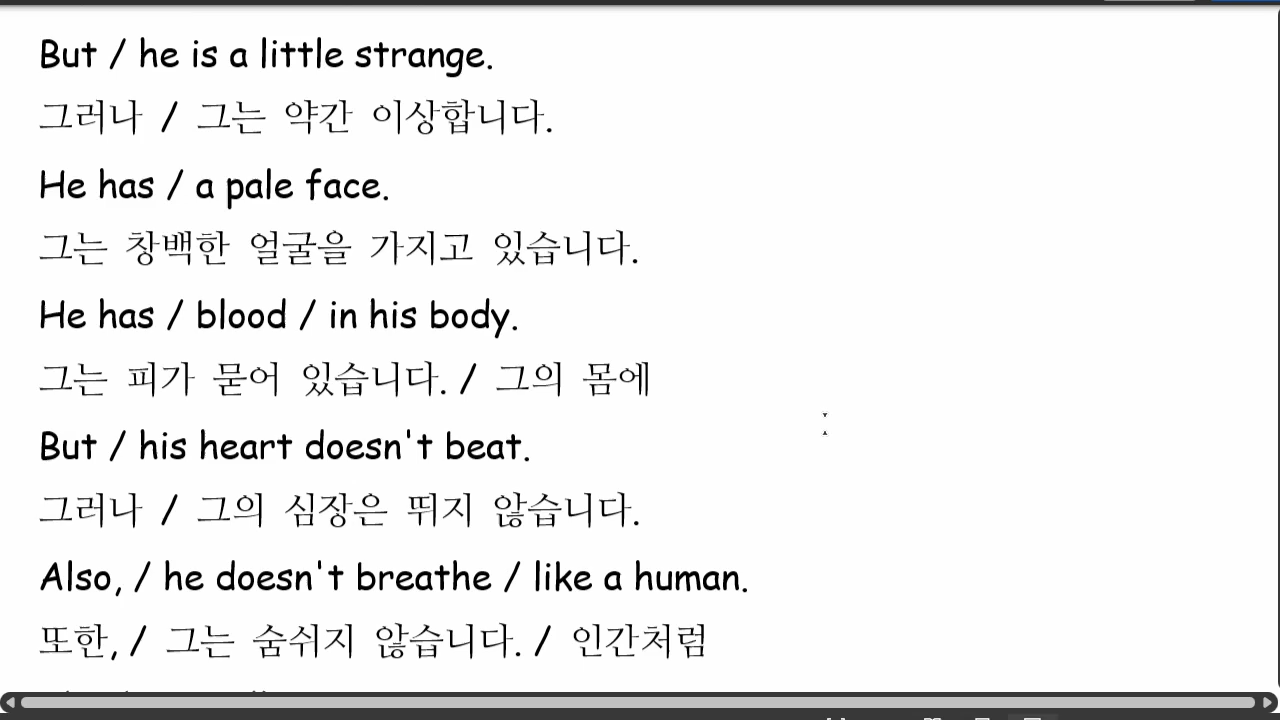 But / he is a little strange.
그러나 / 그는 약간 이상합니다.
He has / a pale face.
그는 창백한 얼굴을 가지고 있습니다.
He has / blood / in his body.
그는 피가 묻어 있습니다. / 그의 몸에
But / his heart doesn't beat.
그러나 / 그의 심장은 뛰지 않습니다.
Also, / he doesn't breathe / like a human.
또한, / 그는 숨쉬지 않습니다. / 인간처럼